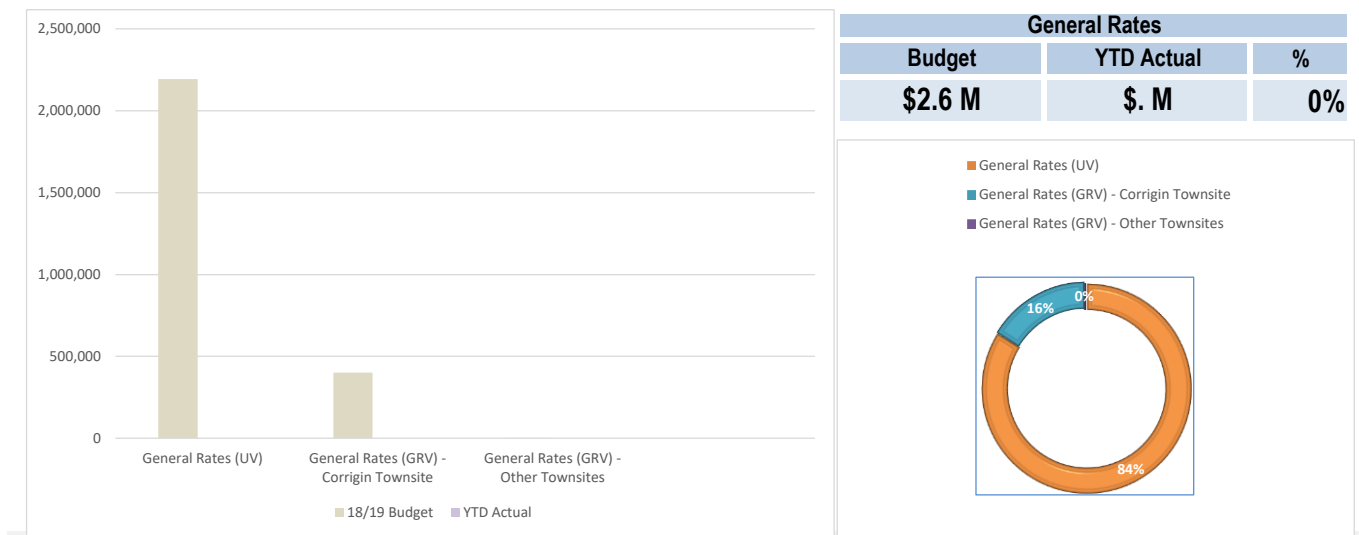 2,500,000
2,000,000
1,500,000
1,000,000
500,000
0
General Rates (UV)
General Rates (GRV) -
Corrigin Townsite
General Rates (GRV) -
Other Townsites
18/19 Budget YTD Actual
General Rates
Budget YTD Actual %
$2.6 M $. M 0%
General Rates (UV)
General Rates (GRV) - Corrigin Townsite
General Rates (GRV) - Other Townsites
16% 0%
84%